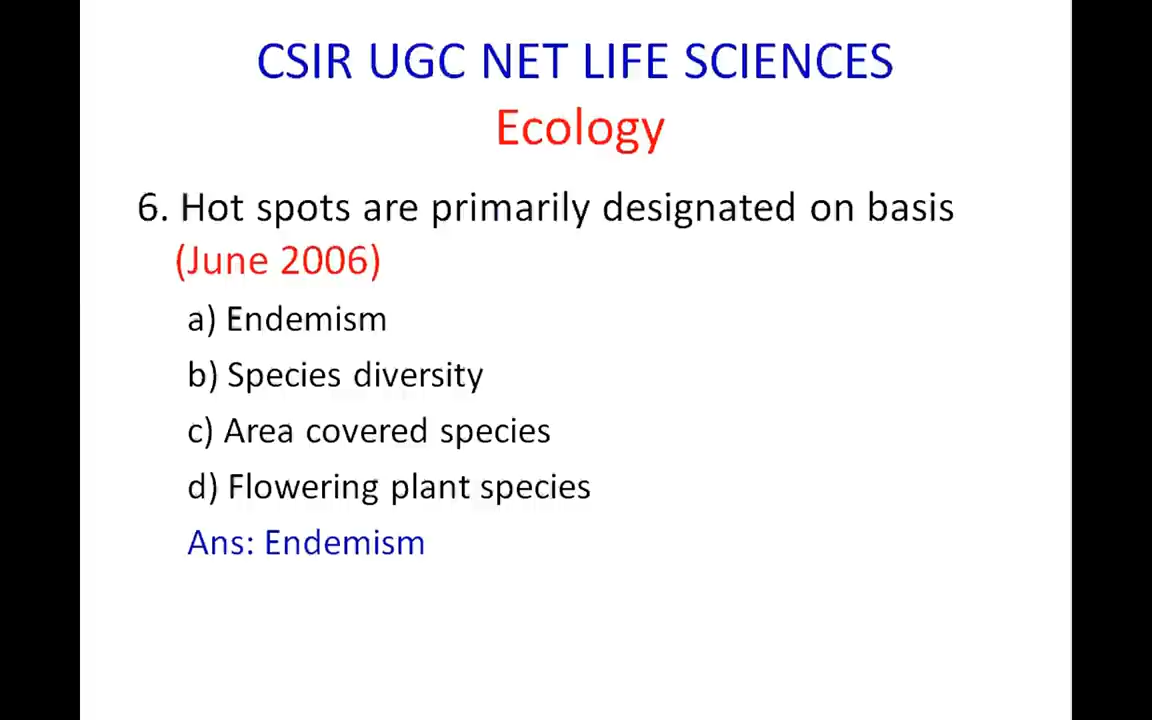 CSIR UGC NET LIFE SCIENCES
Ecology
6. Hot spots are primarily designated on basis
(June 2006)
a) Endemism
b) Species diversity
c) Area covered species
d) Flowering plant species
Ans: Endemism